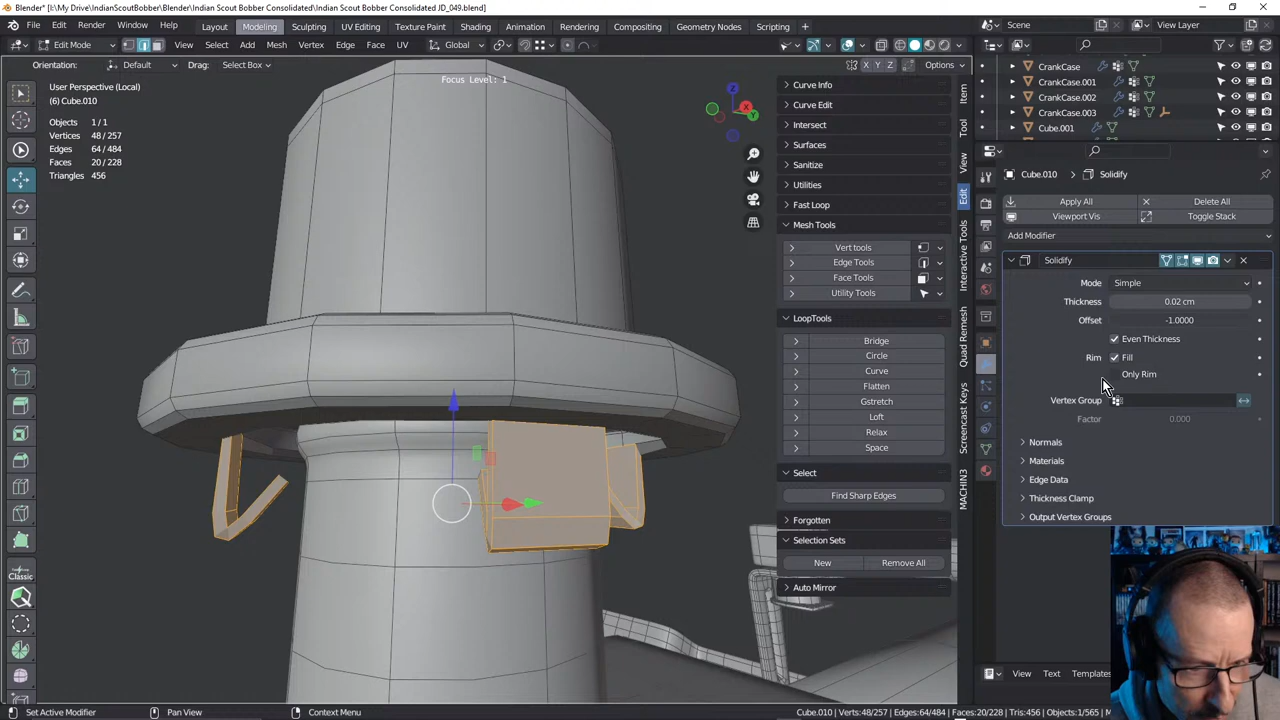 Blender* [I:\My Drive\IndianScoutBobber\Blender\Indian Scout Bobber Consolidated\Indian Scout Bobber Consolidated JD_049.blend]
File Edit Render Window Help Layout Modeling Sculpting UV Editing Texture Paint Shading Animation Rendering Compositing Geometry Nodes Scripting Scene View Layer
Edit Mode View Select Add Mesh Vertex Edge Face UV Global
Orientation: Default Drag: Select Box X Y Z Options
User Perspective (Local)
(6) Cube.010
Focus Level: 1
Objects 1 / 1
Vertices 48 / 257
Edges 64 / 484
Faces 20 / 228
Triangles 456
Z
X
Y
Curve Info
Curve Edit
Intersect
Surfaces
Sanitize
Utilities
Fast Loop
Mesh Tools
Vert tools
Edge Tools
Face Tools
Utility Tools
LoopTools
Bridge
Circle
Curve
Flatten
Gstretch
Loft
Relax
Space
Select
Find Sharp Edges
Forgotten
Selection Sets
New Remove All
Auto Mirror
Item
Tool
View
Edit
Interactive Tools
Quad Remesh
Screencast Keys
MACHIN3
CrankCase
CrankCase.001
CrankCase.002
CrankCase.003
Cube.001
Cube.010 Solidify
Apply All Delete All
Viewport Vis Toggle Stack
Add Modifier
Solidify
Mode Simple
Thickness 0.02 cm
Offset -1.0000
Even Thickness
Rim Fill
Only Rim
Vertex Group
Factor 0.000
Normals
Materials
Edge Data
Thickness Clamp
Output Vertex Groups
Classic
View Text Templates
Set Active Modifier Pan View Context Menu Cube.010 | Verts:48/257 | Edges:64/484 | Faces:20/228 | Tris:456 | Objects:1/565 |